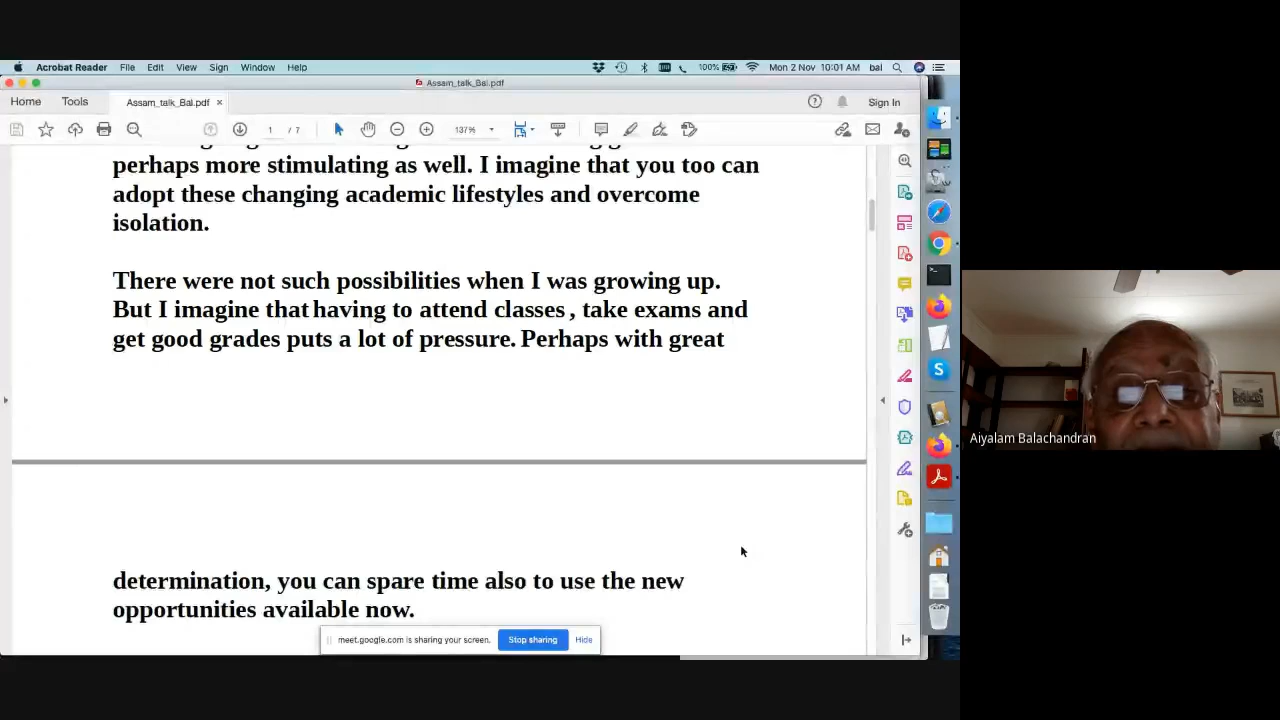 Acrobat Reader File Edit View Sign Window Help 100% Mon 2 Nov 10:01 AM bal
Assam_talk_Bal.pdf
Home Tools Assam_talk_Bal.pdf × Sign In
1 / 7 137%
perhaps more stimulating as well. I imagine that you too can
adopt these changing academic lifestyles and overcome
isolation.
There were not such possibilities when I was growing up.
But I imagine that having to attend classes , take exams and
get good grades puts a lot of pressure. Perhaps with great
determination, you can spare time also to use the new
opportunities available now.
meet.google.com is sharing your screen. Stop sharing Hide
Aiyalam Balachandran